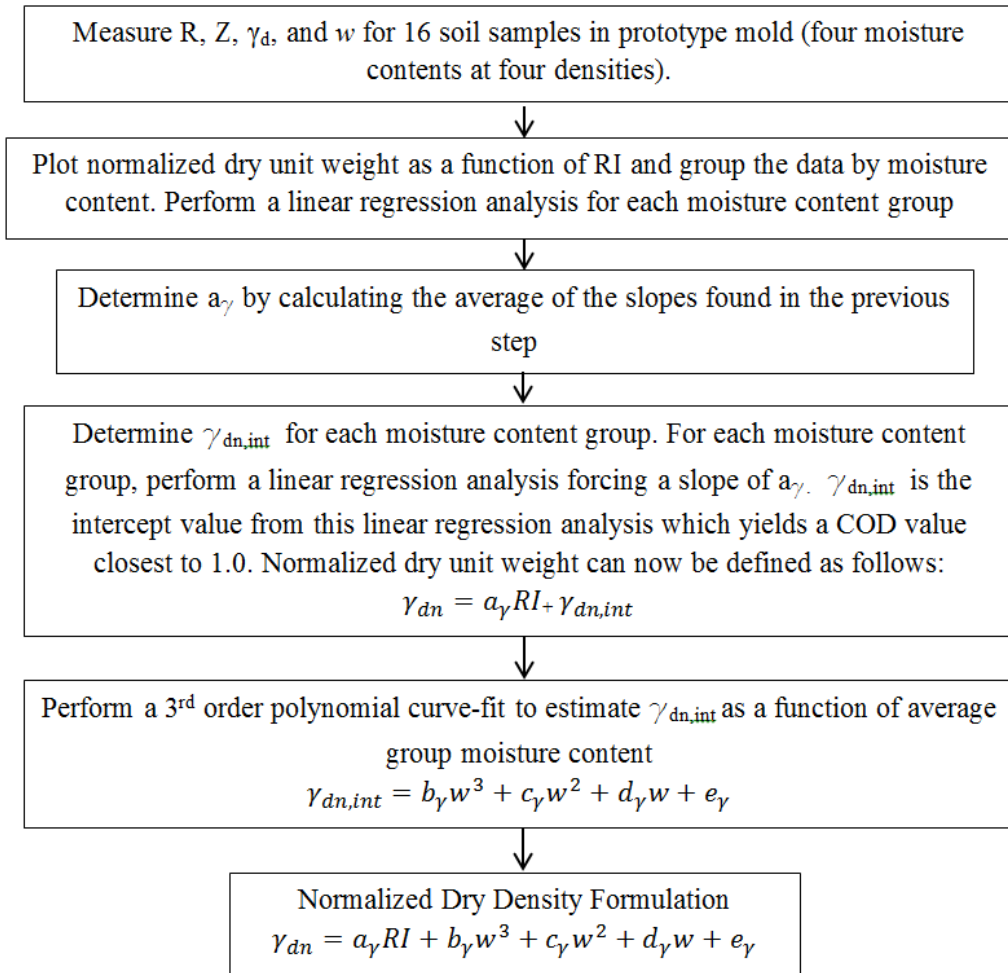 Measure R, Z, γd, and w for 16 soil samples in prototype mold (four moisture
contents at four densities).
Plot normalized dry unit weight as a function of RI and group the data by moisture
content. Perform a linear regression analysis for each moisture content group
Determine aγ by calculating the average of the slopes found in the previous
step
Determine γdn,int for each moisture content group. For each moisture content
group, perform a linear regression analysis forcing a slope of aγ. γdn,int is the
intercept value from this linear regression analysis which yields a COD value
closest to 1.0. Normalized dry unit weight can now be defined as follows:
γdn = aγRI+ γdn,int
Perform a 3rd order polynomial curve-fit to estimate γdn,int as a function of average
group moisture content
γdn,int = bγw³ + cγw² + dγw + eγ
Normalized Dry Density Formulation
γdn = aγRI + bγw³ + cγw² + dγw + eγ